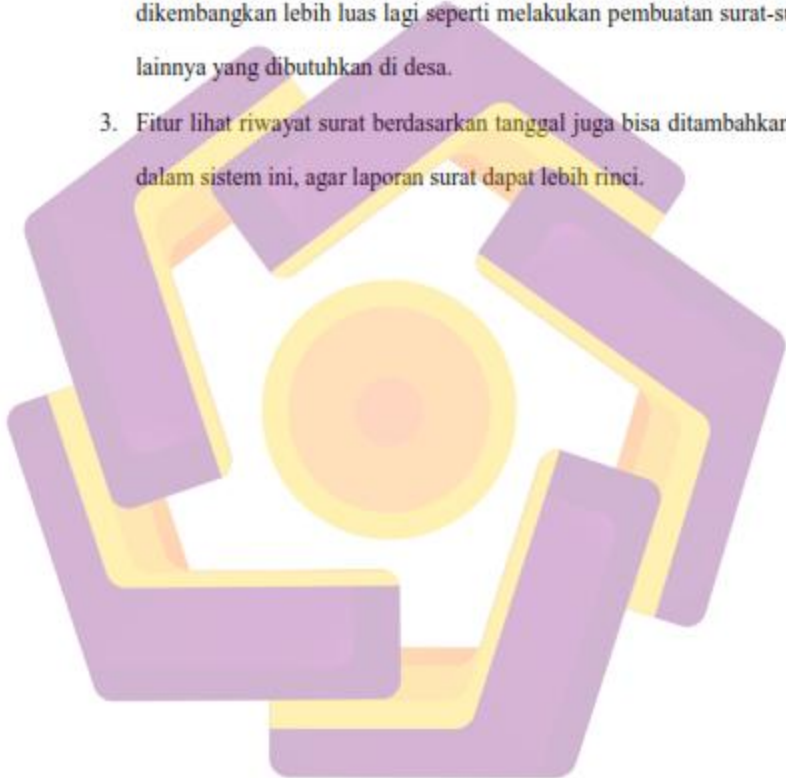 dikembangkan lebih luas lagi seperti melakukan pembuatan surat-su
lainnya yang dibutuhkan di desa.
3. Fitur lihat riwayat surat berdasarkan tanggal juga bisa ditambahkan
dalam sistem ini, agar laporan surat dapat lebih rinci.